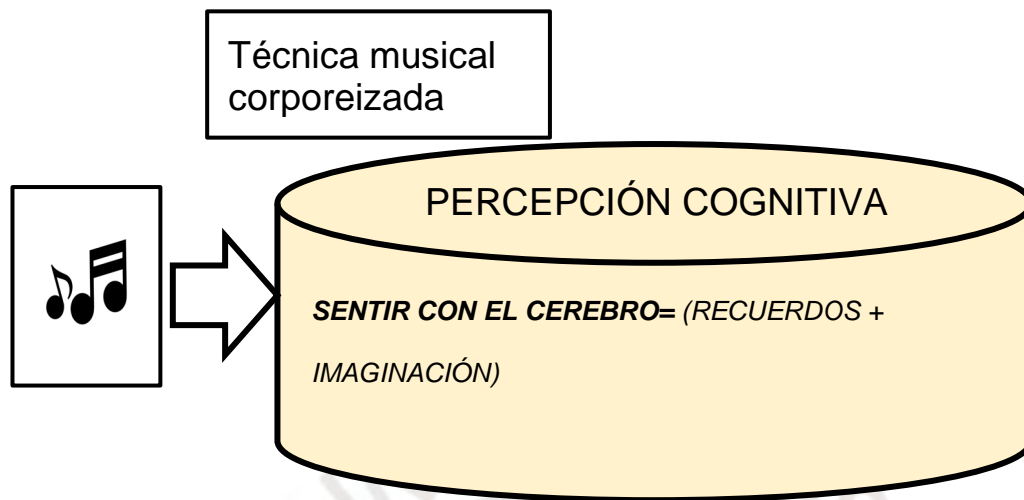 Técnica musical
corporeizada
PERCEPCIÓN COGNITIVA
SENTIR CON EL CEREBRO= (RECUERDOS +
IMAGINACIÓN)